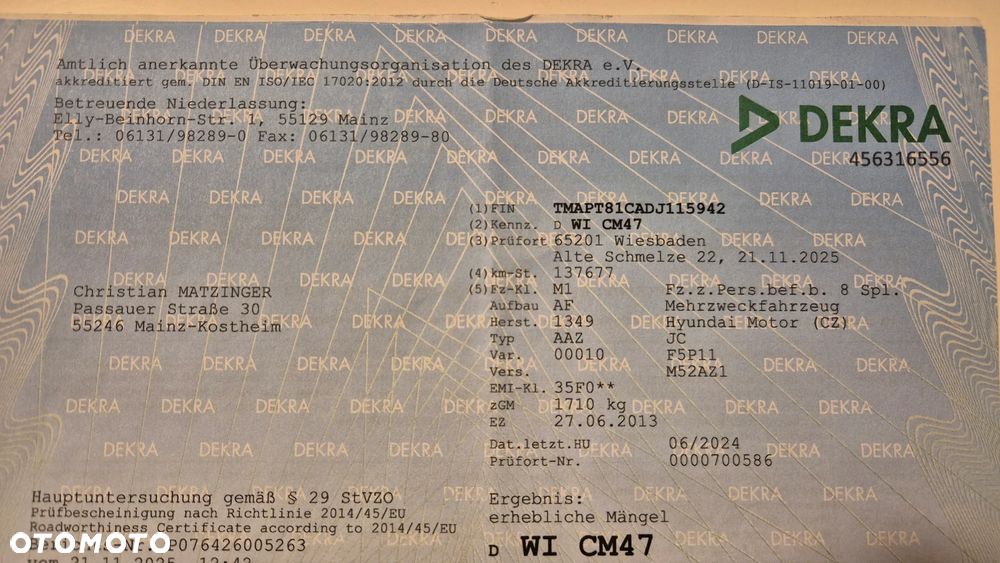 Amtlich anerkannte Überwachungsorganisation des DEKRA e.V.
akkreditiert gem. DIN EN ISO/IEC 17020:2012 durch die Deutsche Akkreditierungsstelle (D-IS-11019-01-00)
Betreuende Niederlassung:
Elly-Beinhorn-Str. 1, 55129 Mainz
Tel.: 06131/98289-0 Fax: 06131/98289-80
DEKRA
456316556
(1) FIN TMAPT81CADJ115942
(2) Kennz. D WI CM47
(3) Prüfort 65201 Wiesbaden
Alte Schmelze 22, 21.11.2025
(4) km-St. 137677
(5) Fz-Kl. M1 Fz.z.Pers.bef.b. 8 Spl.
Aufbau AF Mehrzweckfahrzeug
Herst. 1349 Hyundai Motor (CZ)
Typ AAZ JC
Var. 00010 F5P11
Vers. M52AZ1
EMI-Kl. 35F0**
zGM 1710 kg
EZ 27.06.2013
Dat.letzt.HU 06/2024
Prüfort-Nr. 0000700586
Christian MATZINGER
Passauer Straße 30
55246 Mainz-Kostheim
Hauptuntersuchung gemäß § 29 StVZO
Prüfbescheinigung nach Richtlinie 2014/45/EU
Roadworthiness Certificate according to 2014/45/EU
P076426005263
vom 21.11.2025, 12:42
Ergebnis:
erhebliche Mängel
D WI CM47
OTOMOTO